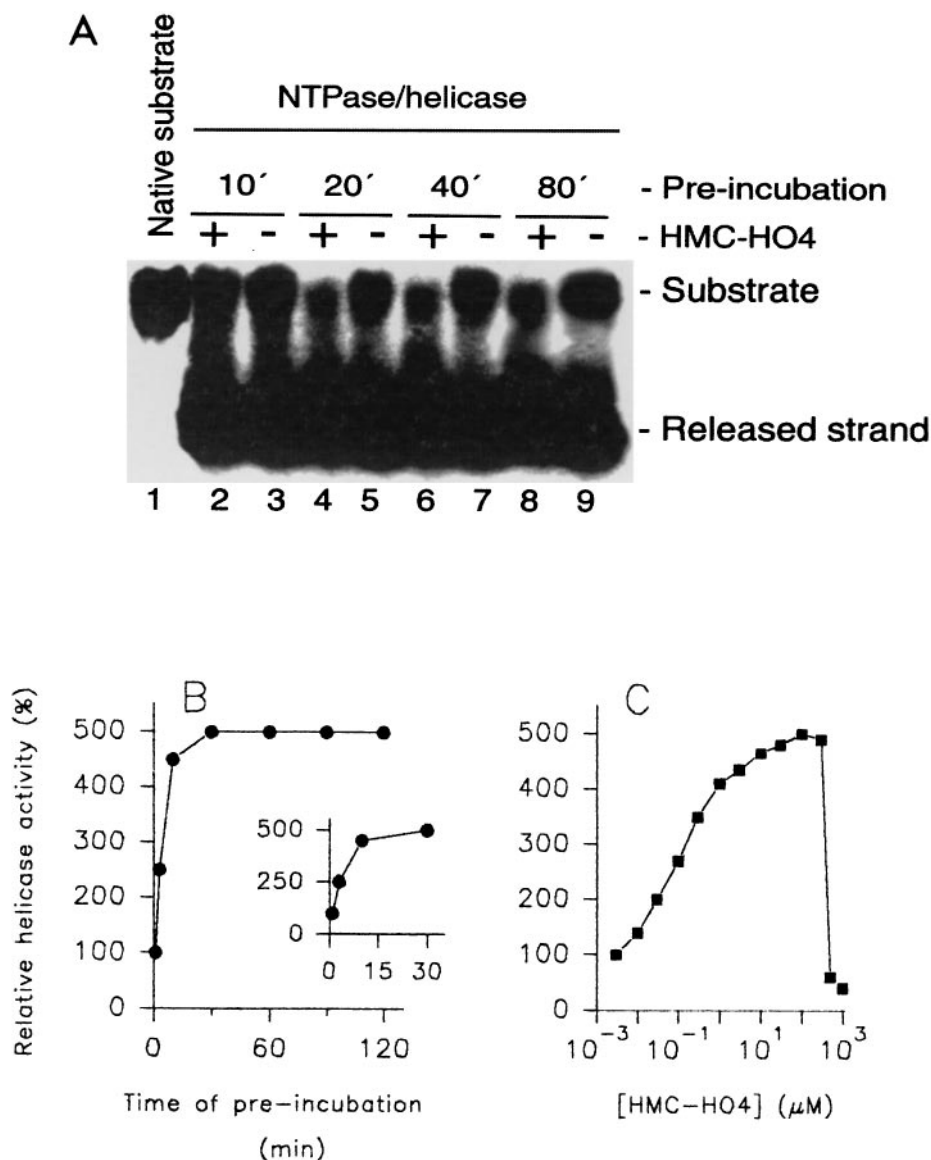 A
Native substrate
NTPase/helicase
10´ 20´ 40´ 80´ - Pre-incubation
+ - + - + - + - - HMC-HO4
- Substrate
- Released strand
1 2 3 4 5 6 7 8 9
B
Relative helicase activity (%)
500
400
300
200
100
0
0 60 120
Time of pre-incubation
(min)
500
250
0
0 15 30
C
500
400
300
200
100
0
10⁻³ 10⁻¹ 10¹ 10³
[HMC-HO4] (μM)